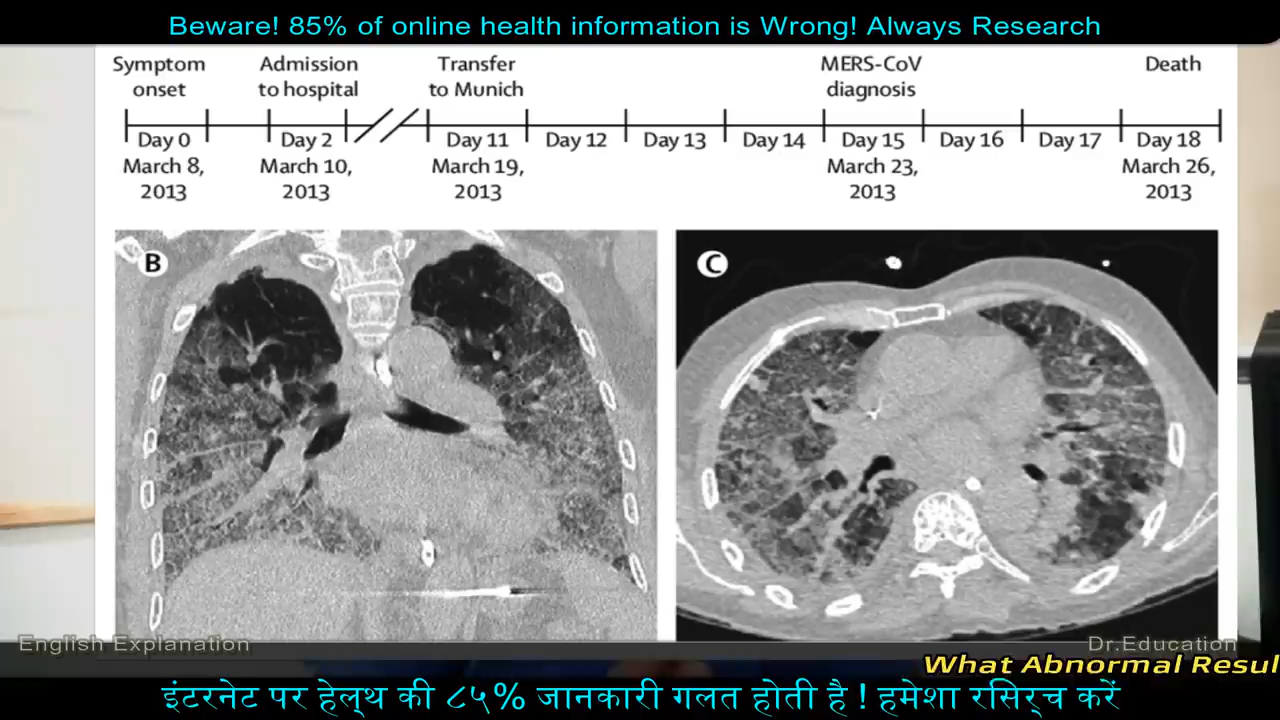 Beware! 85% of online health information is Wrong! Always Research
Symptom onset
Admission to hospital
Transfer to Munich
MERS-CoV diagnosis
Death
Day 0
March 8, 2013
Day 2
March 10, 2013
Day 11
March 19, 2013
Day 12
Day 13
Day 14
Day 15
March 23, 2013
Day 16
Day 17
Day 18
March 26, 2013
B
C
English Explanation
Dr.Education
What Abnormal Resul
इंटरनेट पर हेल्थ की ८५% जानकारी गलत होती है ! हमेशा रिसर्च करें